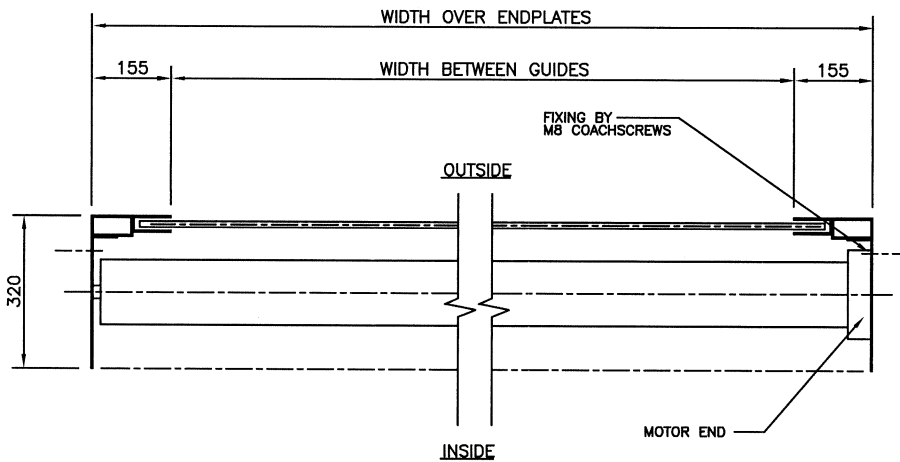 WIDTH OVER ENDPLATES
155
WIDTH BETWEEN GUIDES
155
FIXING BY
M8 COACHSCREWS
OUTSIDE
320
MOTOR END
INSIDE